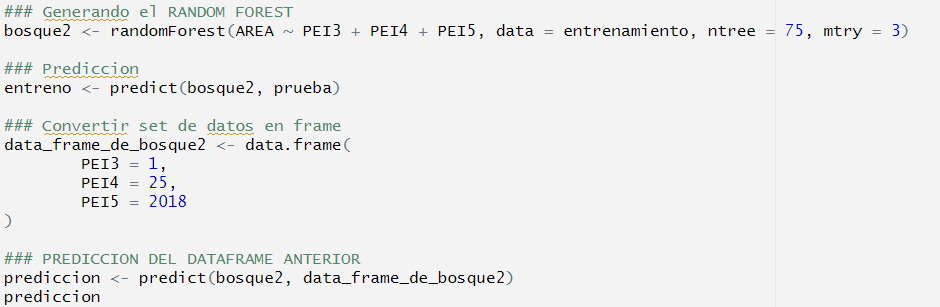 ### Generando el RANDOM FOREST
bosque2 <- randomForest(AREA ~ PEI3 + PEI4 + PEI5, data = entrenamiento, ntree = 75, mtry = 3)
### Prediccion
entreno <- predict(bosque2, prueba)
### Convertir set de datos en frame
data_frame_de_bosque2 <- data.frame(
PEI3 = 1,
PEI4 = 25,
PEI5 = 2018
)
### PREDICCION DEL DATAFRAME ANTERIOR
prediccion <- predict(bosque2, data_frame_de_bosque2)
prediccion